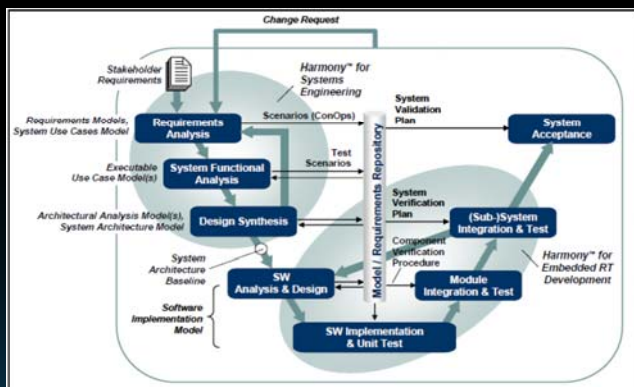 Change Request
Stakeholder
Requirements
Harmony™ for
Systems
Engineering
Requirements Models,
System Use Cases Model
Requirements
Analysis
Scenarios (ConOps)
System
Validation
Plan
System
Acceptance
Executable
Use Case Model(s)
System Functional
Analysis
Test
Scenarios
Model / Requirements Repository
Architectural Analysis Model(s),
System Architecture Model
Design Synthesis
System
Verification
Plan
(Sub-)System
Integration & Test
System
Architecture
Baseline
SW
Analysis & Design
Component
Verification
Procedure
Module
Integration & Test
Harmony™ for
Embedded RT
Development
Software
Implementation
Model
SW Implementation
& Unit Test